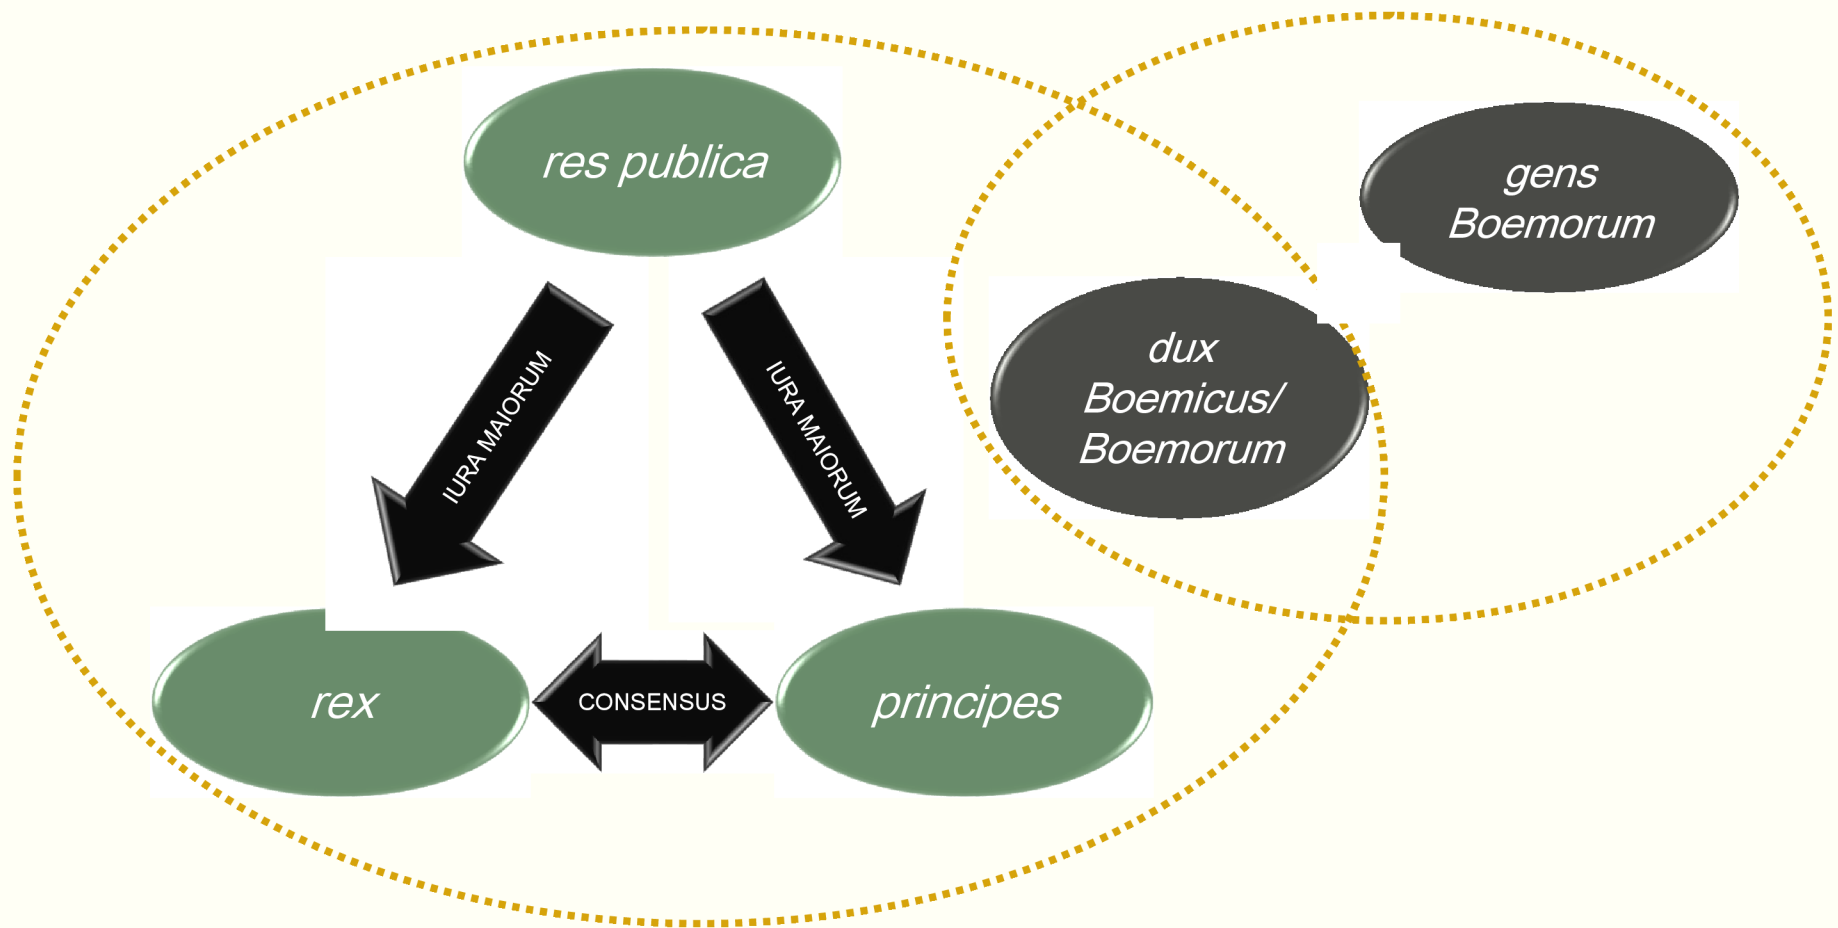 res publica
gens
Boemorum
dux
Boemicus/
Boemorum
IURA MAIORUM
IURA MAIORUM
rex
CONSENSUS
principes